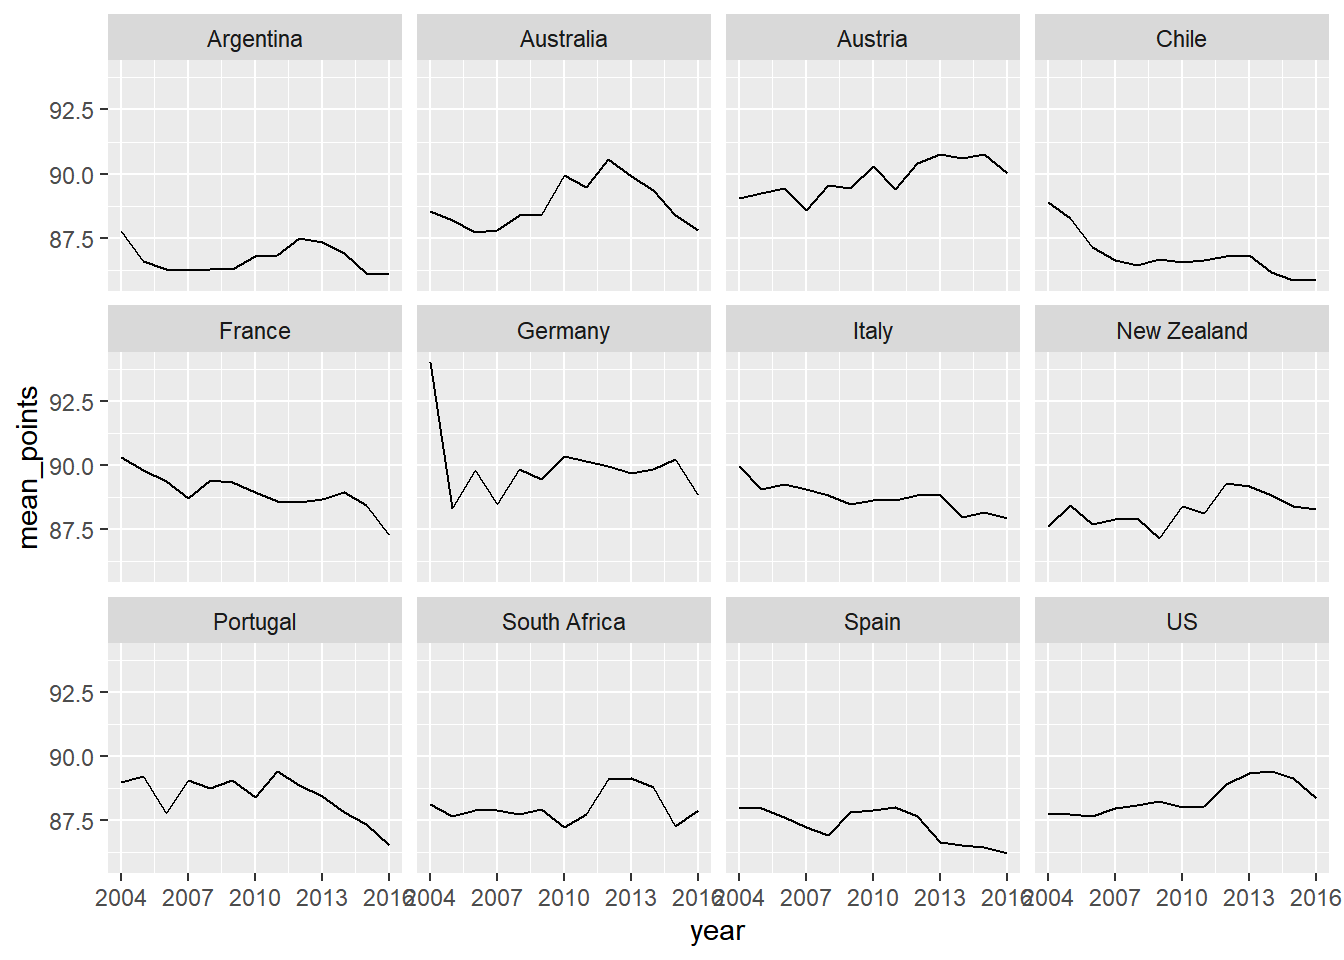 Argentina Australia Austria Chile
92.5
90.0
87.5
France Germany Italy New Zealand
92.5
90.0
87.5
mean_points
Portugal South Africa Spain US
92.5
90.0
87.5
2004 2007 2010 2013 2016 2004 2007 2010 2013 2016 2004 2007 2010 2013 2016 2004 2007 2010 2013 2016
year